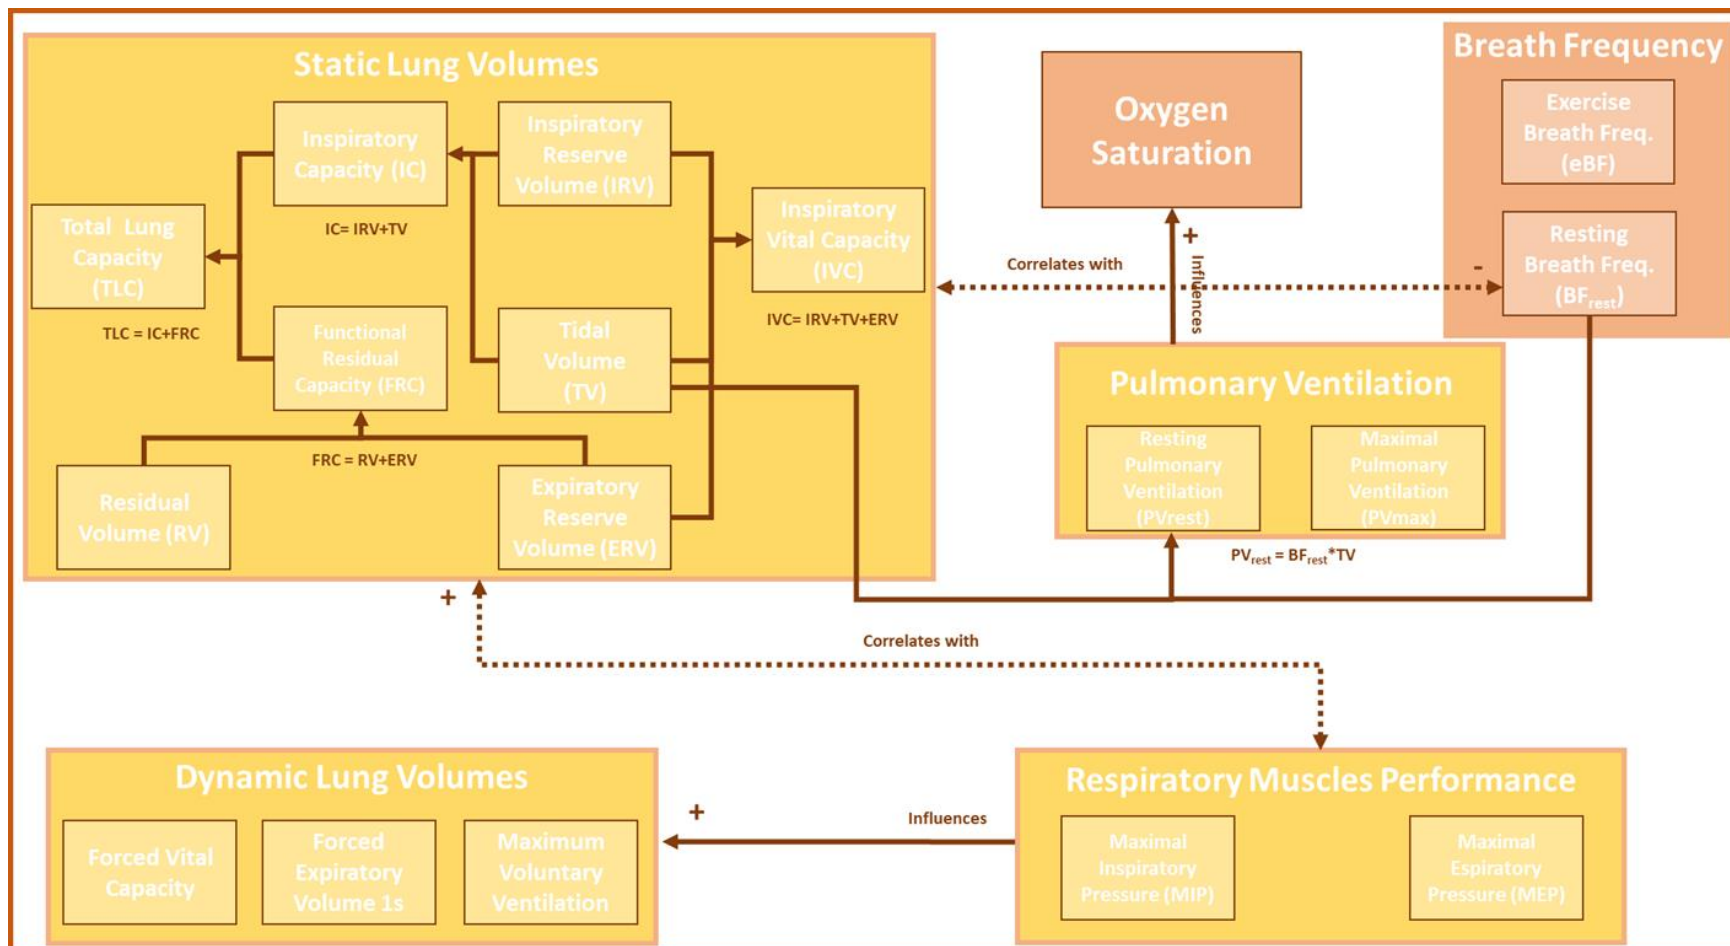 Static Lung Volumes
Inspiratory
Capacity (IC)
IC= IRV+TV
Inspiratory
Reserve
Volume (IRV)
Total Lung
Capacity
(TLC)
TLC = IC+FRC
Inspiratory
Vital Capacity
(IVC)
IVC= IRV+TV+ERV
Functional
Residual
Capacity (FRC)
Tidal
Volume
(TV)
FRC = RV+ERV
Residual
Volume (RV)
Expiratory
Reserve
Volume (ERV)
Oxygen
Saturation
+
Influences
Breath Frequency
Exercise
Breath Freq.
(eBF)
Resting
Breath Freq.
(BFrest)
Correlates with
-
Pulmonary Ventilation
Resting
Pulmonary
Ventilation
(PVrest)
Maximal
Pulmonary
Ventilation
(PVmax)
PVrest = BFrest*TV
+
Correlates with
Dynamic Lung Volumes
Forced Vital
Capacity
Forced
Expiratory
Volume 1s
Maximum
Voluntary
Ventilation
+
Influences
Respiratory Muscles Performance
Maximal
Inspiratory
Pressure (MIP)
Maximal
Espiratory
Pressure (MEP)